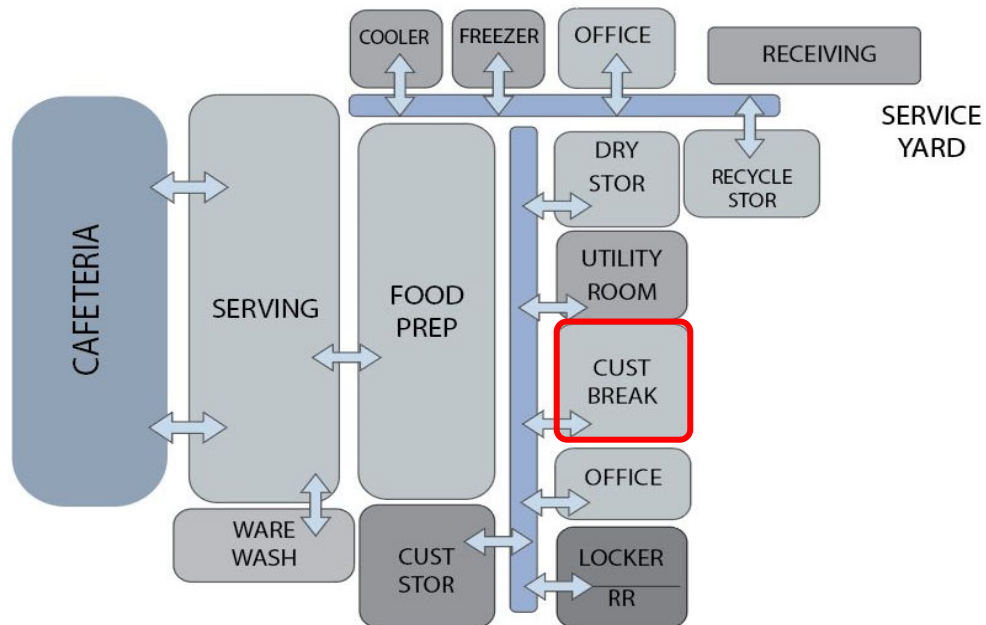 COOLER
FREEZER
OFFICE
RECEIVING
SERVICE
YARD
DRY
STOR
RECYCLE
STOR
CAFETERIA
SERVING
FOOD
PREP
UTILITY
ROOM
CUST
BREAK
OFFICE
WARE
WASH
CUST
STOR
LOCKER
RR